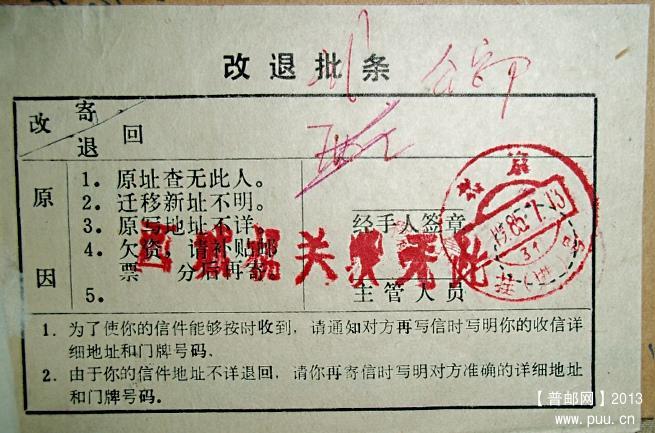 改退批条
改寄
退回
原因
1．原址查无此人。
2．迁移新址不明。
3．原写地址不详。
4．欠资，请补贴邮
票　　分后再寄。
5．
经手人签章
主管人员
北京
1985.7.13
1．为了使你的信件能够按时收到，请通知对方再写信时写明你的收信详
细地址和门牌号码．
2．由于你的信件地址不详退回，请你再寄信时写明对方准确的详细地址
和门牌号码。
【普邮网】2013
www.puu.cn